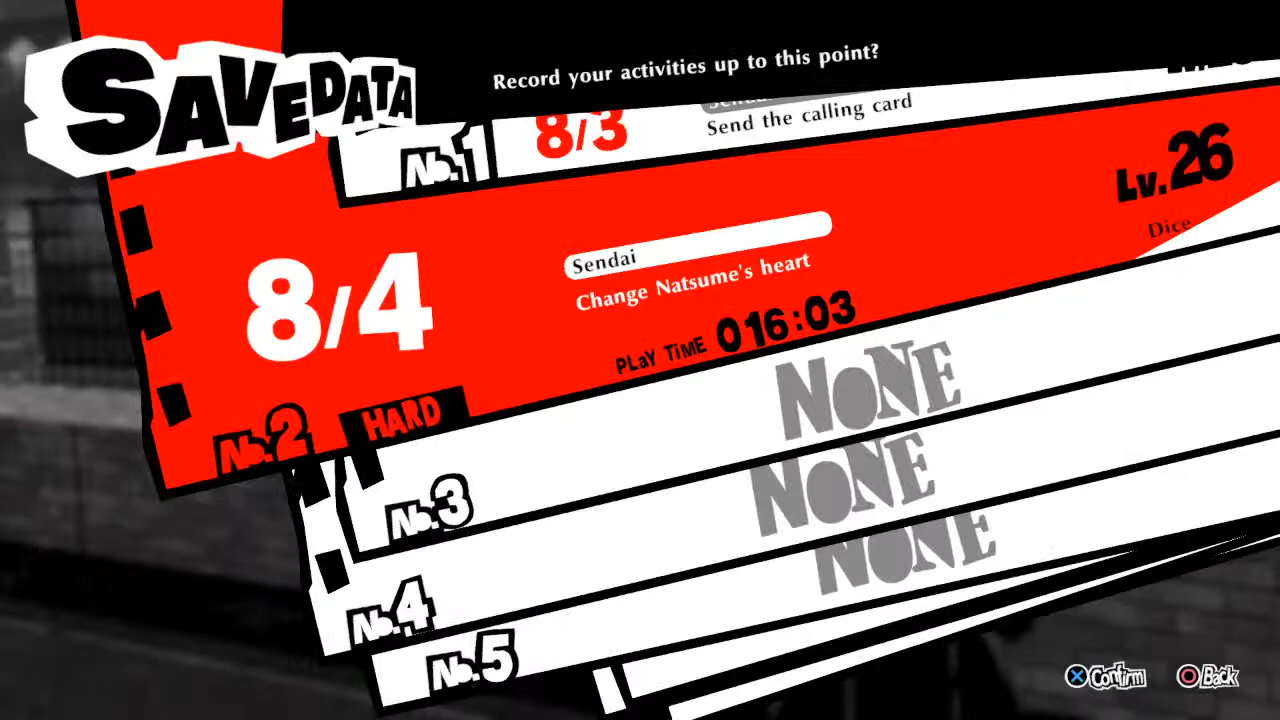 SAVEDATA
Record your activities up to this point?
No.1
8/3
Send the calling card
8/4
Sendai
Change Natsume's heart
Lv.26
Dice
PLaY TiME 016:03
No.2
HARD
No.3
NONE
No.4
NONE
No.5
NONE
Confirm
Back